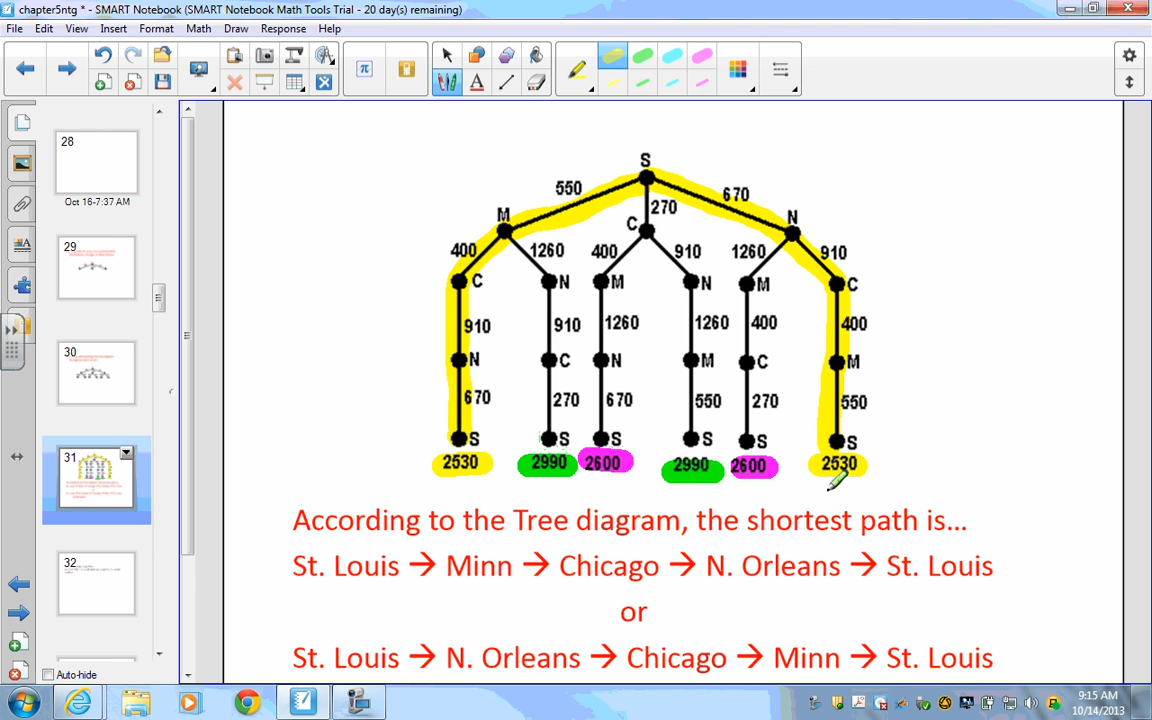 chapter5ntg * - SMART Notebook (SMART Notebook Math Tools Trial - 20 day(s) remaining)
File Edit View Insert Format Math Draw Response Help
28
Oct 16-7:37 AM
29
30
31
32
Auto-hide
S
550 270 670
M C N
400 1260 400 910 1260 910
C N M N M C
910 910 1260 1260 400 400
N C N M C M
670 270 670 550 270 550
S S S S S S
2530 2990 2600 2990 2600 2530
According to the Tree diagram, the shortest path is...
St. Louis → Minn → Chicago → N. Orleans → St. Louis
or
St. Louis → N. Orleans → Chicago → Minn → St. Louis
9:15 AM
10/14/2013